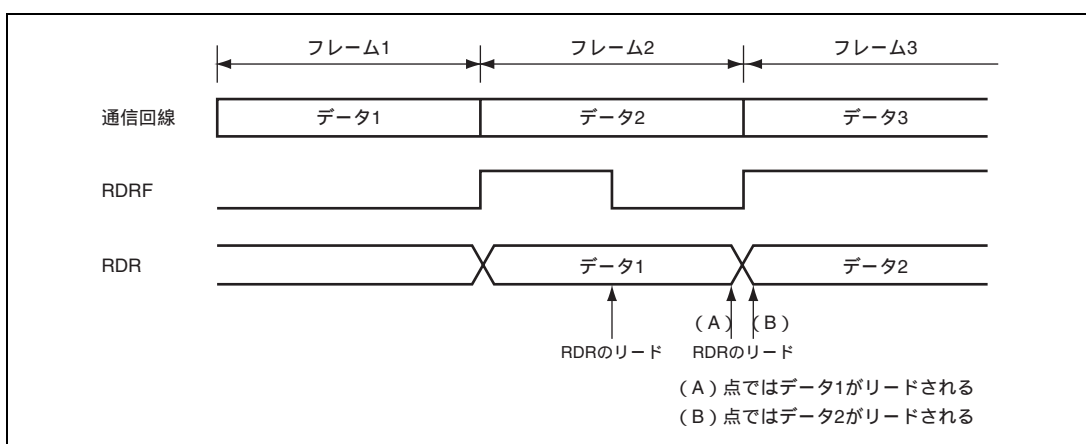 フレーム1 フレーム2 フレーム3
通信回線 データ1 データ2 データ3
RDRF
RDR データ1 データ2
(A) (B)
RDRのリード RDRのリード
(A)点ではデータ1がリードされる
(B)点ではデータ2がリードされる